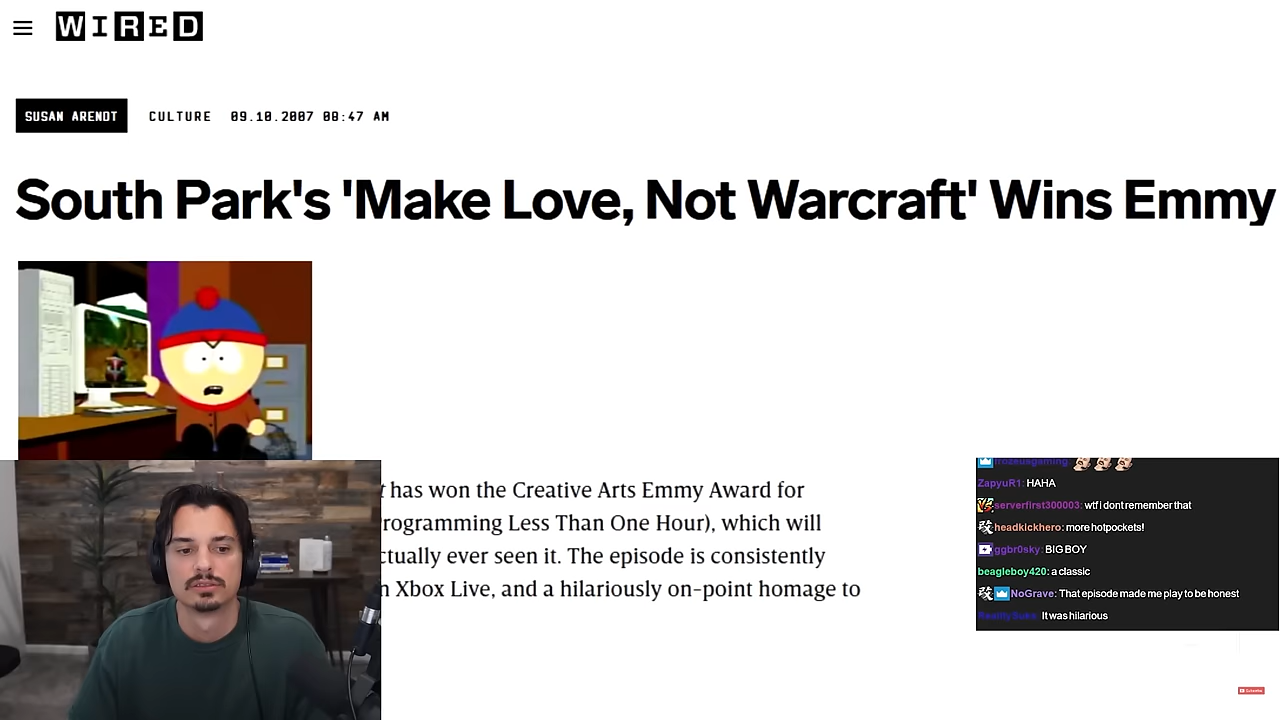 WIRED
SUSAN ARENDT CULTURE 09.10.2007 08:47 AM
South Park's 'Make Love, Not Warcraft' Wins Emmy
has won the Creative Arts Emmy Award for
rogramming Less Than One Hour), which will
ctually ever seen it. The episode is consistently
n Xbox Live, and a hilariously on-point homage to
frozausgaming
ZapyuR1: HAHA
serverfirst300003: wtf i dont remember that
headkickhero: more hotpockets!
ggbr0sky: BIG BOY
beagleboy420: a classic
NoGrave: That episode made me play to be honest
It was hilarious
Subscribe